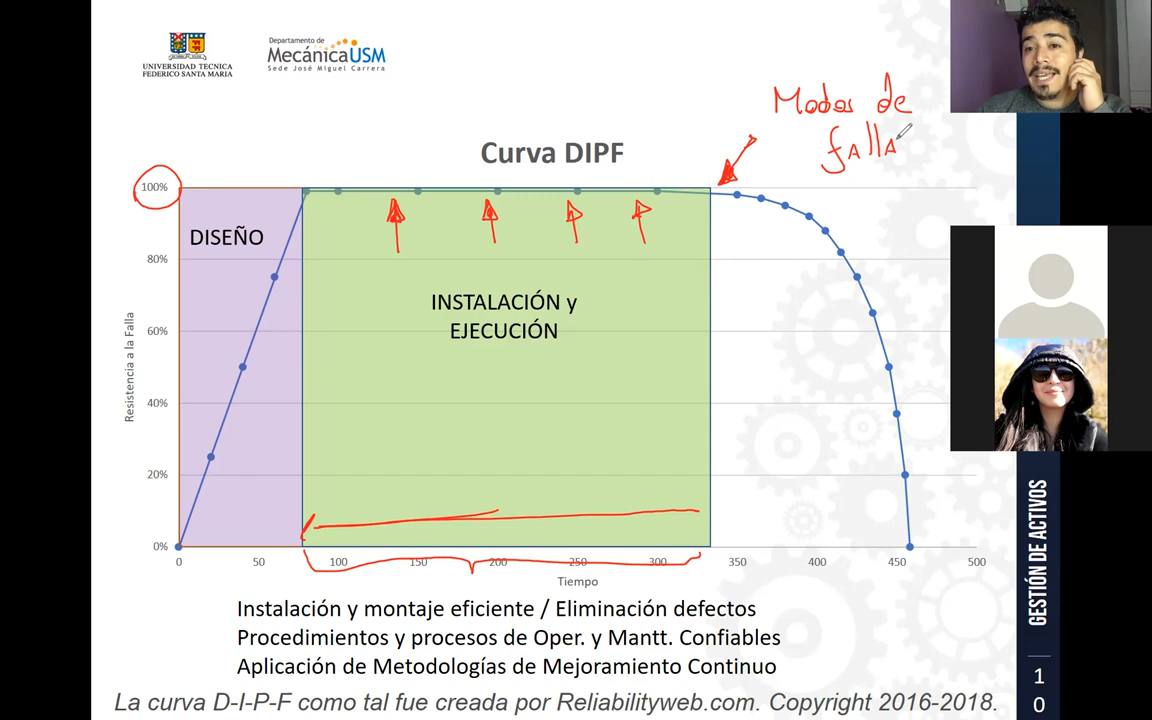 UNIVERSIDAD TECNICA
FEDERICO SANTA MARIA
Departamento de
MecánicaUSM
Sede José Miguel Carrera
Modos de
fallA
Curva DIPF
100%
80%
60%
40%
20%
0%
Resistencia a la Falla
DISEÑO
INSTALACIÓN y
EJECUCIÓN
0 50 100 150 200 250 300 350 400 450 500
Tiempo
Instalación y montaje eficiente / Eliminación defectos
Procedimientos y procesos de Oper. y Mantt. Confiables
Aplicación de Metodologías de Mejoramiento Continuo
La curva D-I-P-F como tal fue creada por Reliabilityweb.com. Copyright 2016-2018.
GESTIÓN DE ACTIVOS
1
0